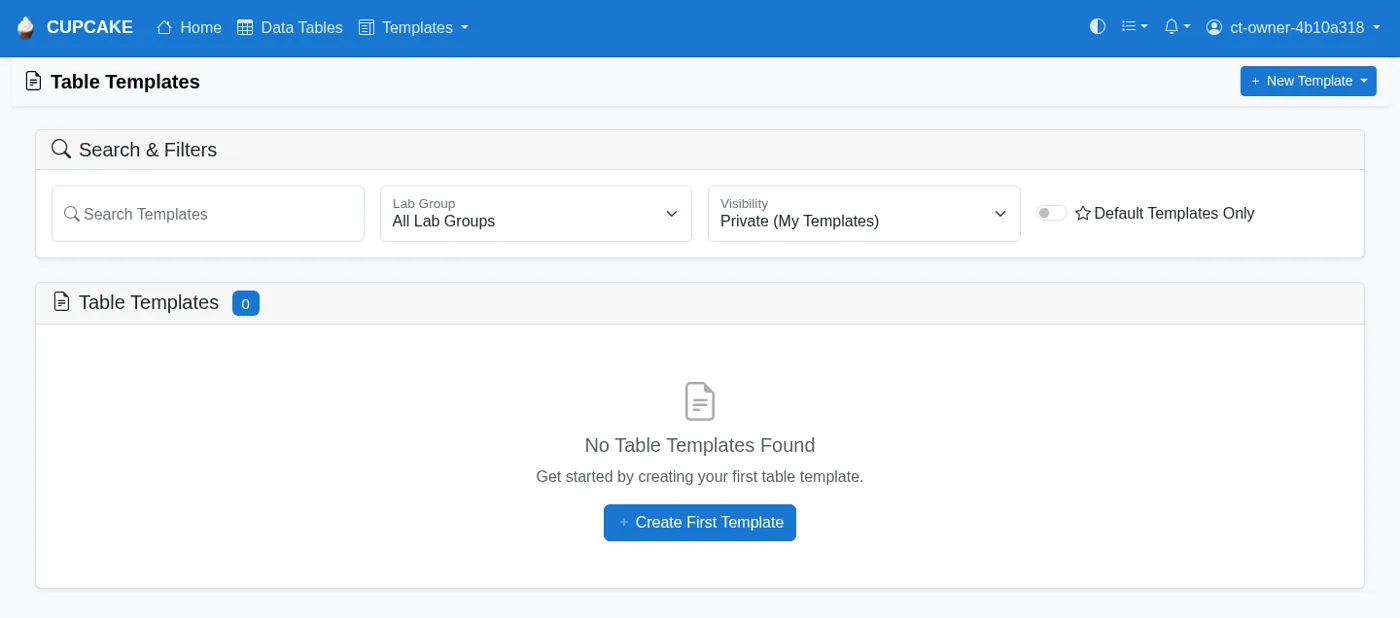 CUPCAKE Home Data Tables Templates ct-owner-4b10a318
Table Templates + New Template
Search & Filters
Search Templates
Lab Group
All Lab Groups
Visibility
Private (My Templates)
Default Templates Only
Table Templates 0
No Table Templates Found
Get started by creating your first table template.
+ Create First Template